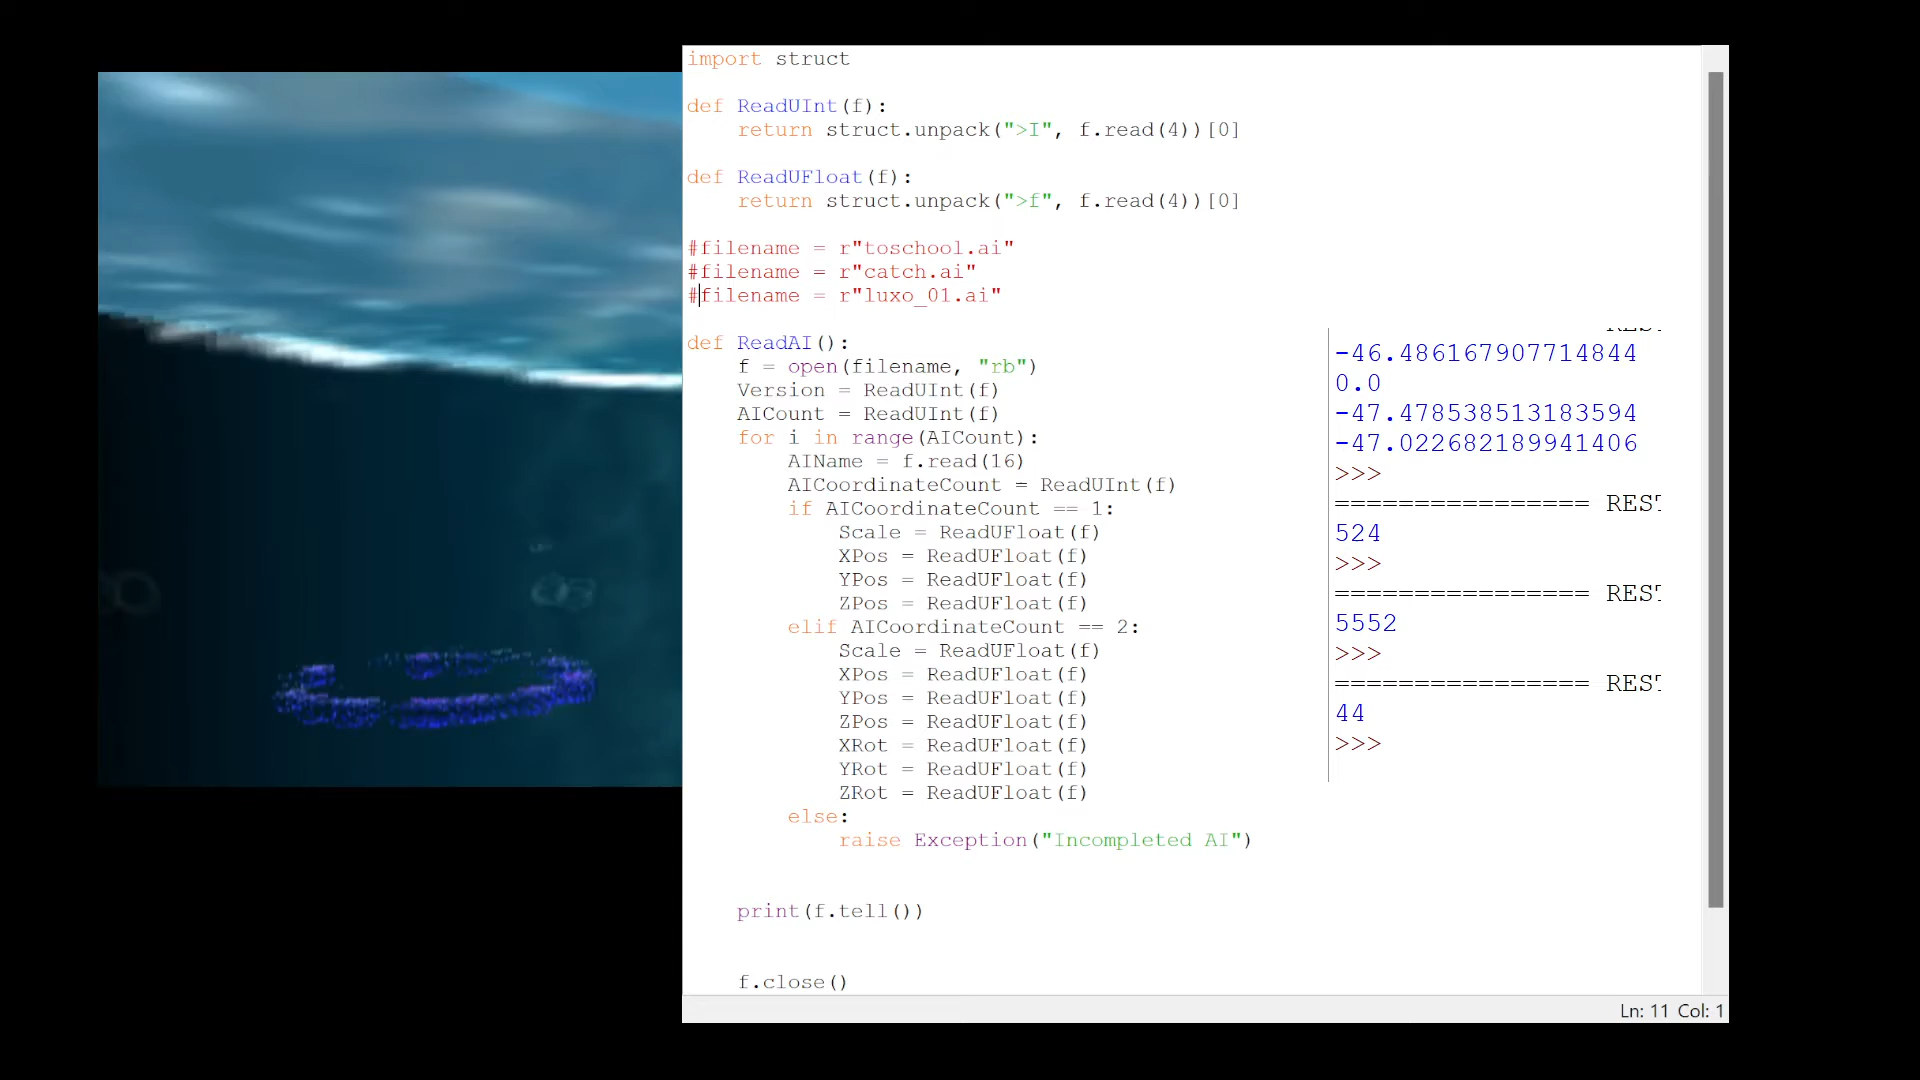 import struct
def ReadUInt(f):
    return struct.unpack(">I", f.read(4))[0]
def ReadUFloat(f):
    return struct.unpack(">f", f.read(4))[0]
#filename = r"toschool.ai"
#filename = r"catch.ai"
#filename = r"luxo_01.ai"
def ReadAI():
    f = open(filename, "rb")
    Version = ReadUInt(f)
    AICount = ReadUInt(f)
    for i in range(AICount):
        AIName = f.read(16)
        AICoordinateCount = ReadUInt(f)
        if AICoordinateCount == 1:
            Scale = ReadUFloat(f)
            XPos = ReadUFloat(f)
            YPos = ReadUFloat(f)
            ZPos = ReadUFloat(f)
        elif AICoordinateCount == 2:
            Scale = ReadUFloat(f)
            XPos = ReadUFloat(f)
            YPos = ReadUFloat(f)
            ZPos = ReadUFloat(f)
            XRot = ReadUFloat(f)
            YRot = ReadUFloat(f)
            ZRot = ReadUFloat(f)
        else:
            raise Exception("Incompleted AI")
    print(f.tell())
    f.close()
-46.486167907714844
0.0
-47.478538513183594
-47.022682189941406
>>>
================ REST
524
>>>
================ REST
5552
>>>
================ REST
44
>>>
Ln: 11 Col: 1